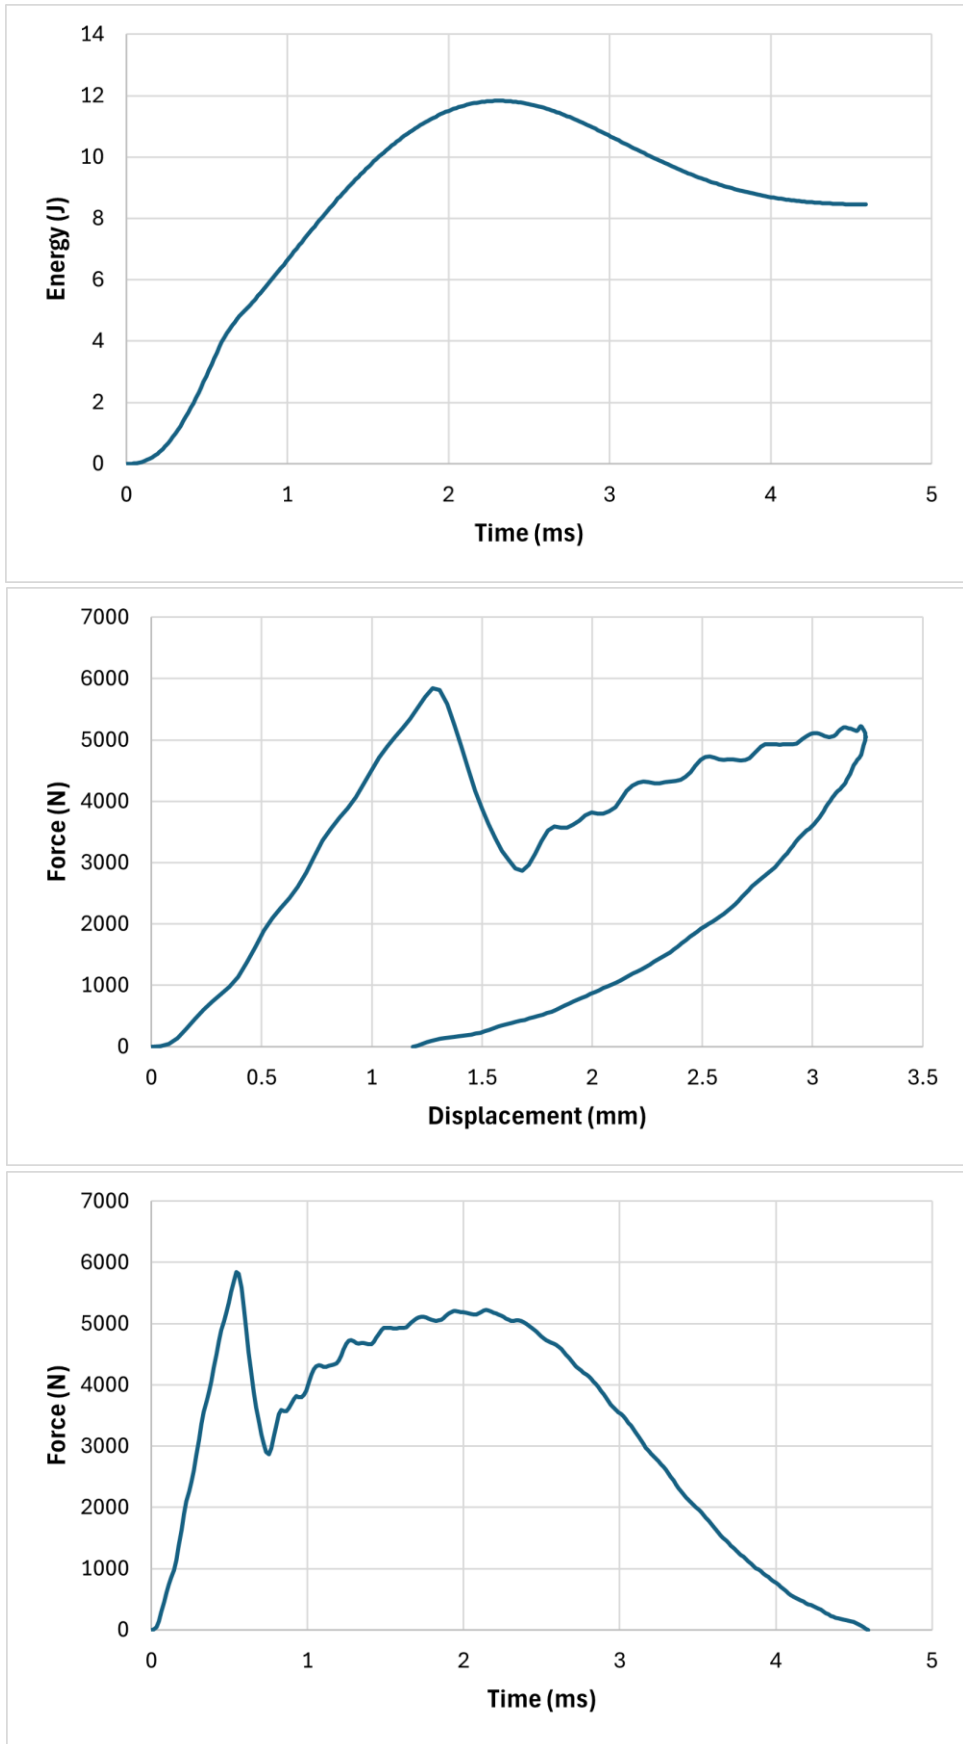 14
12
10
8
6
4
2
0
Energy (J)
0 1 2 3 4 5
Time (ms)
7000
6000
5000
4000
3000
2000
1000
0
Force (N)
0 0.5 1 1.5 2 2.5 3 3.5
Displacement (mm)
7000
6000
5000
4000
3000
2000
1000
0
Force (N)
0 1 2 3 4 5
Time (ms)